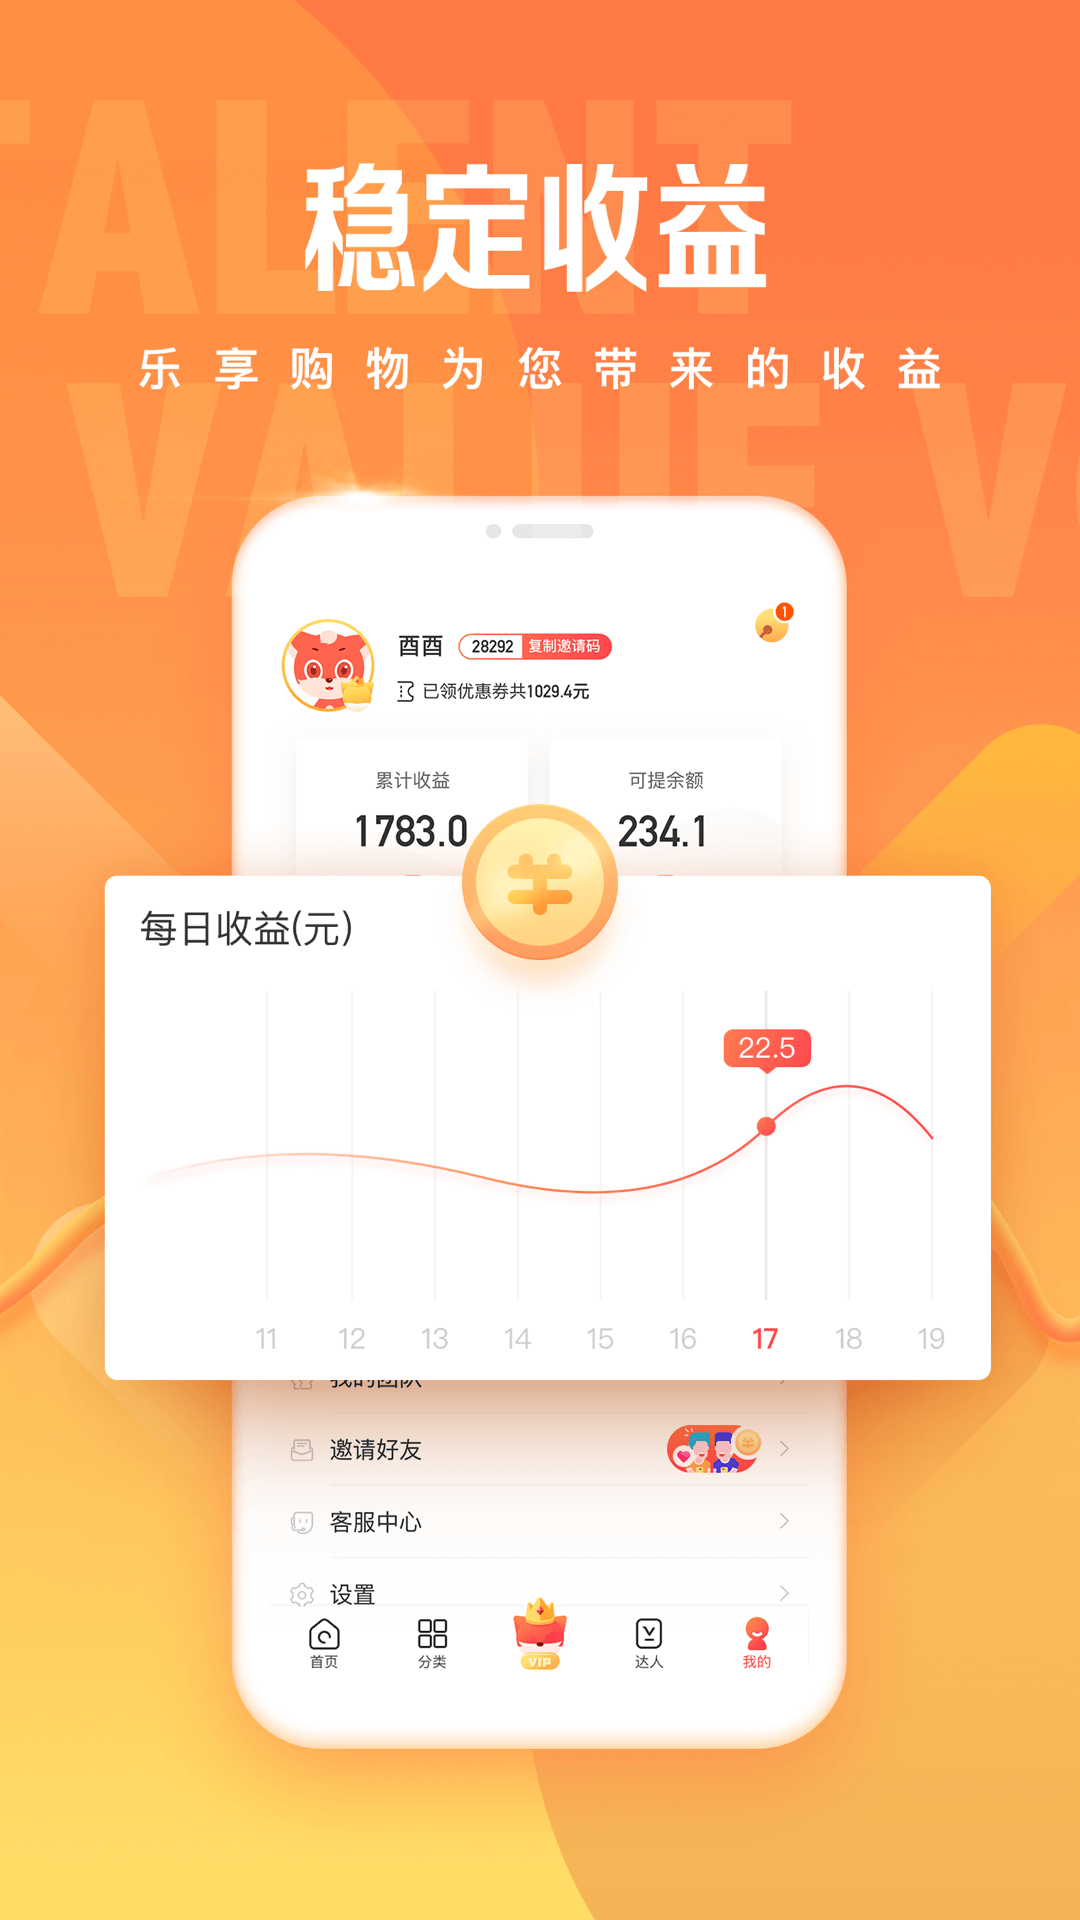 TALENT
稳定收益
乐享购物为您带来的收益
VALUE V
1
酉酉 28292 复制邀请码
已领优惠券共1029.4元
累计收益 可提余额
1783.0 234.1
每日收益(元)
22.5
11 12 13 14 15 16 17 18 19
我的团队
邀请好友
客服中心
设置
VIP
首页 分类 达人 我的